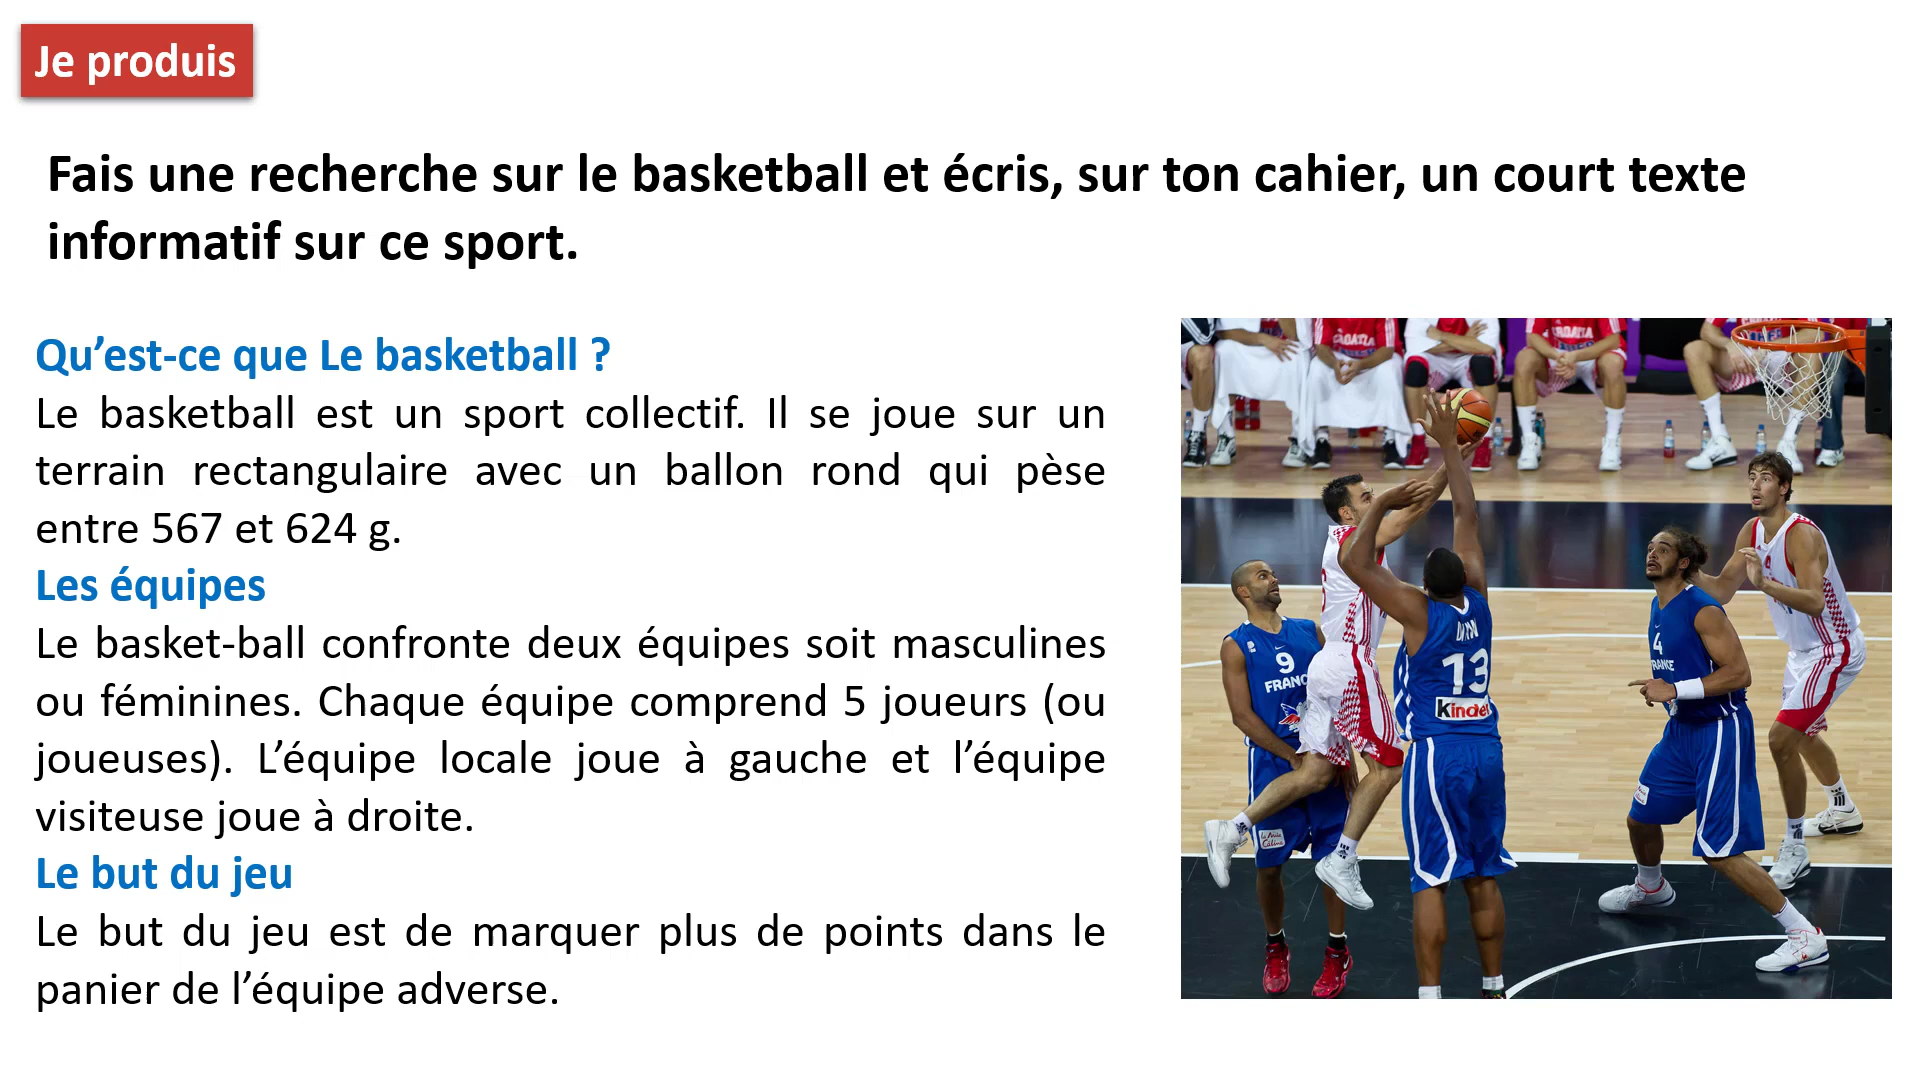 Je produis
Fais une recherche sur le basketball et écris, sur ton cahier, un court texte
informatif sur ce sport.
Qu’est-ce que Le basketball ?
Le basketball est un sport collectif. Il se joue sur un
terrain rectangulaire avec un ballon rond qui pèse
entre 567 et 624 g.
Les équipes
Le basket-ball confronte deux équipes soit masculines
ou féminines. Chaque équipe comprend 5 joueurs (ou
joueuses). L’équipe locale joue à gauche et l’équipe
visiteuse joue à droite.
Le but du jeu
Le but du jeu est de marquer plus de points dans le
panier de l’équipe adverse.
CROATIA
9
FRANC
13
kinder
4
FRANCE